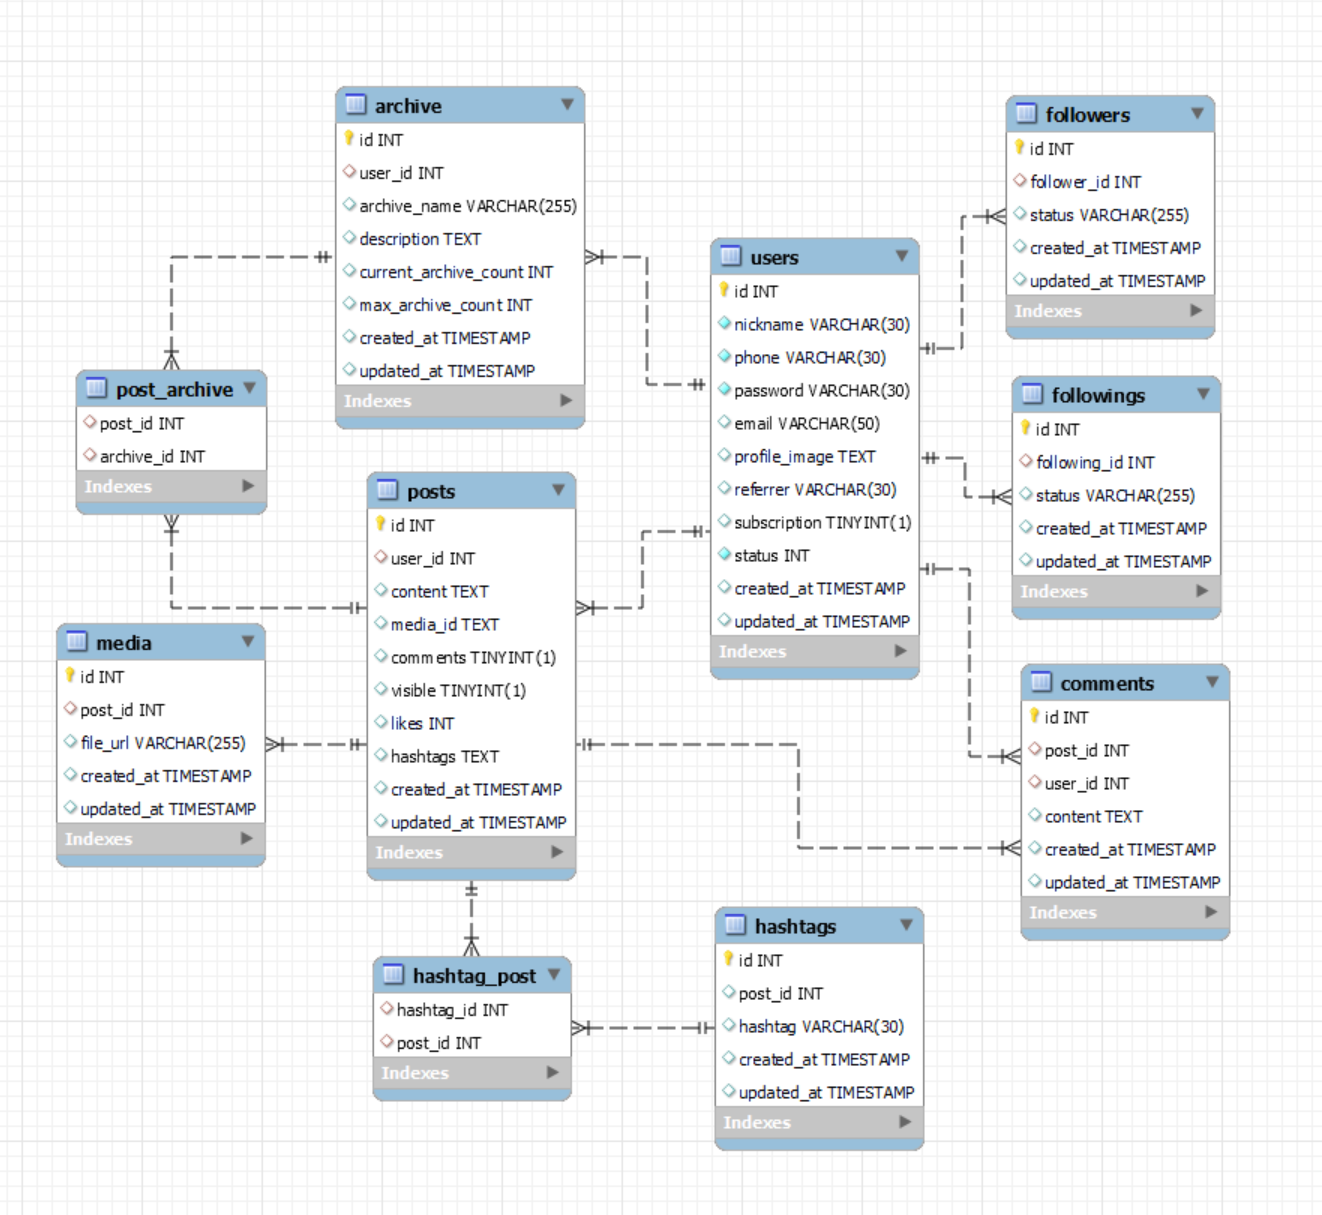 archive
id INT
user_id INT
archive_name VARCHAR(255)
description TEXT
current_archive_count INT
max_archive_count INT
created_at TIMESTAMP
updated_at TIMESTAMP
Indexes
followers
id INT
follower_id INT
status VARCHAR(255)
created_at TIMESTAMP
updated_at TIMESTAMP
Indexes
users
id INT
nickname VARCHAR(30)
phone VARCHAR(30)
password VARCHAR(30)
email VARCHAR(50)
profile_image TEXT
referrer VARCHAR(30)
subscription TINYINT(1)
status INT
created_at TIMESTAMP
updated_at TIMESTAMP
Indexes
post_archive
post_id INT
archive_id INT
Indexes
followings
id INT
following_id INT
status VARCHAR(255)
created_at TIMESTAMP
updated_at TIMESTAMP
Indexes
posts
id INT
user_id INT
content TEXT
media_id TEXT
comments TINYINT(1)
visible TINYINT(1)
likes INT
hashtags TEXT
created_at TIMESTAMP
updated_at TIMESTAMP
Indexes
media
id INT
post_id INT
file_url VARCHAR(255)
created_at TIMESTAMP
updated_at TIMESTAMP
Indexes
comments
id INT
post_id INT
user_id INT
content TEXT
created_at TIMESTAMP
updated_at TIMESTAMP
Indexes
hashtag_post
hashtag_id INT
post_id INT
Indexes
hashtags
id INT
post_id INT
hashtag VARCHAR(30)
created_at TIMESTAMP
updated_at TIMESTAMP
Indexes